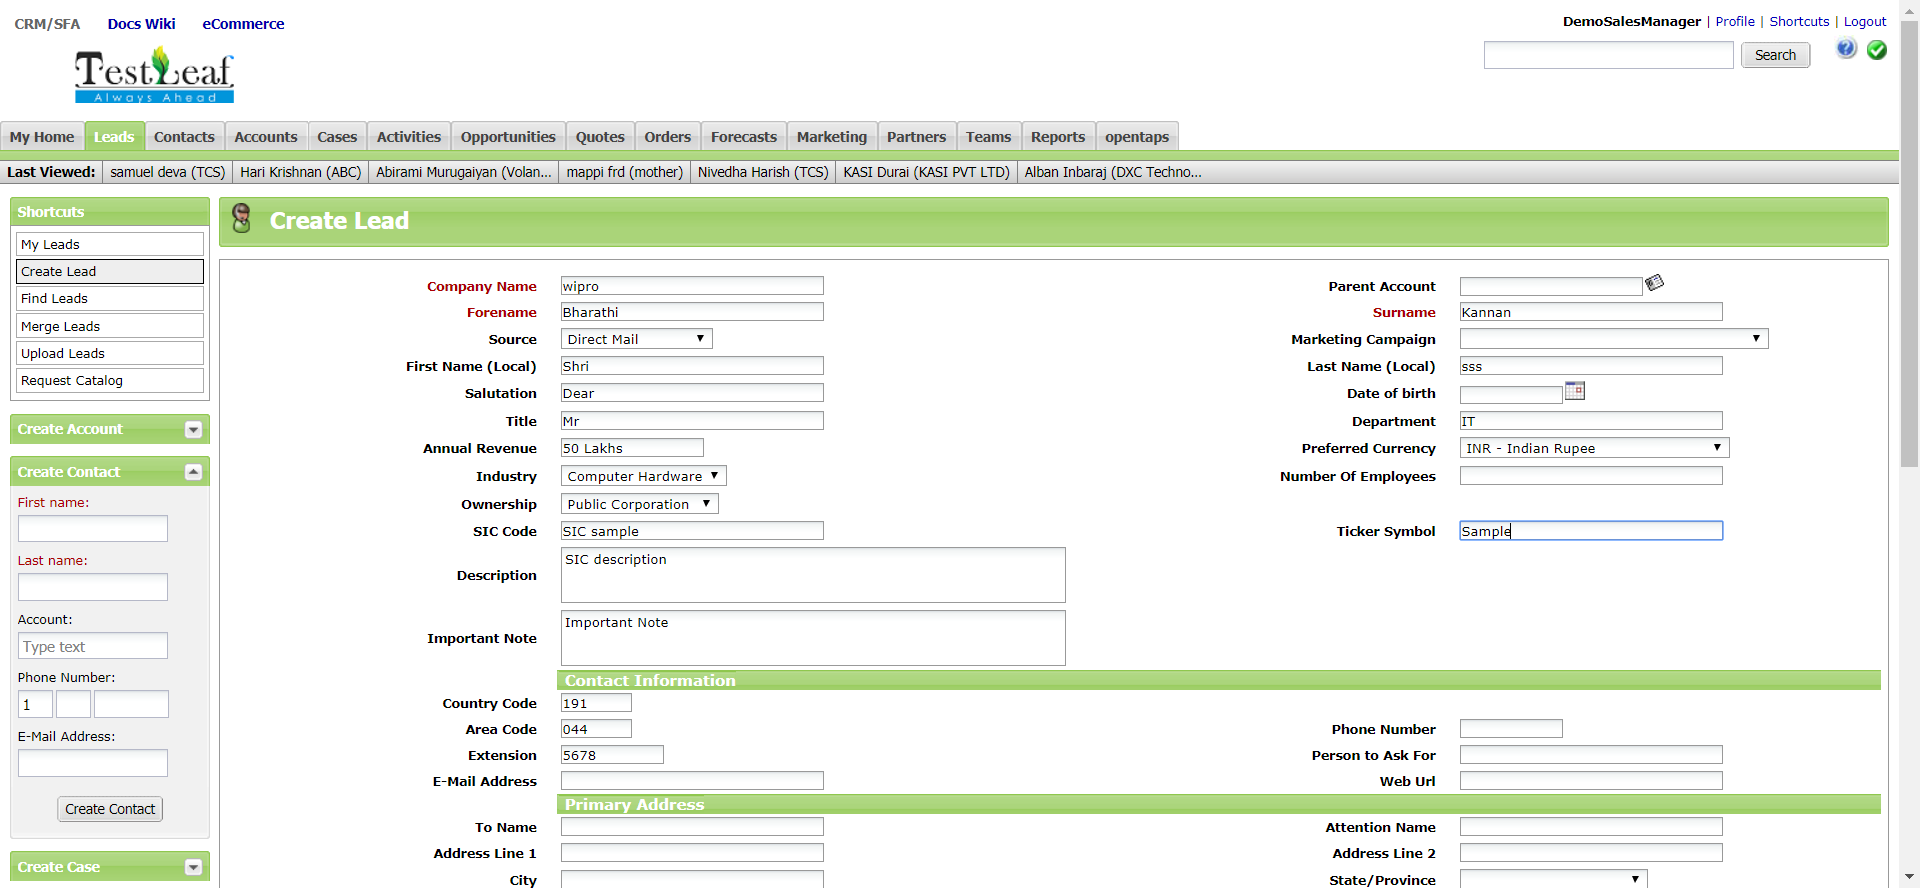 CRM/SFA Docs Wiki eCommerce
DemoSalesManager | Profile | Shortcuts | Logout
TestLeaf
Always Ahead
Search
My Home Leads Contacts Accounts Cases Activities Opportunities Quotes Orders Forecasts Marketing Partners Teams Reports opentaps
Last Viewed: samuel deva (TCS) Hari Krishnan (ABC) Abirami Murugaiyan (Volan... mappi frd (mother) Nivedha Harish (TCS) KASI Durai (KASI PVT LTD) Alban Inbaraj (DXC Techno...
Shortcuts
My Leads
Create Lead
Find Leads
Merge Leads
Upload Leads
Request Catalog
Create Account
Create Contact
First name:
Last name:
Account:
Type text
Phone Number:
1
E-Mail Address:
Create Contact
Create Case
Create Lead
Company Name wipro Parent Account
Forename Bharathi Surname Kannan
Source Direct Mail Marketing Campaign
First Name (Local) Shri Last Name (Local) sss
Salutation Dear Date of birth
Title Mr Department IT
Annual Revenue 50 Lakhs Preferred Currency INR - Indian Rupee
Industry Computer Hardware Number Of Employees
Ownership Public Corporation
SIC Code SIC sample Ticker Symbol Sample
Description SIC description
Important Note Important Note
Contact Information
Country Code 191
Area Code 044 Phone Number
Extension 5678 Person to Ask For
E-Mail Address Web Url
Primary Address
To Name Attention Name
Address Line 1 Address Line 2
City State/Province